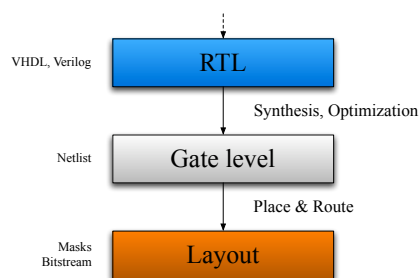 VHDL, Verilog
RTL
Synthesis, Optimization
Netlist
Gate level
Place & Route
Masks
Bitstream
Layout